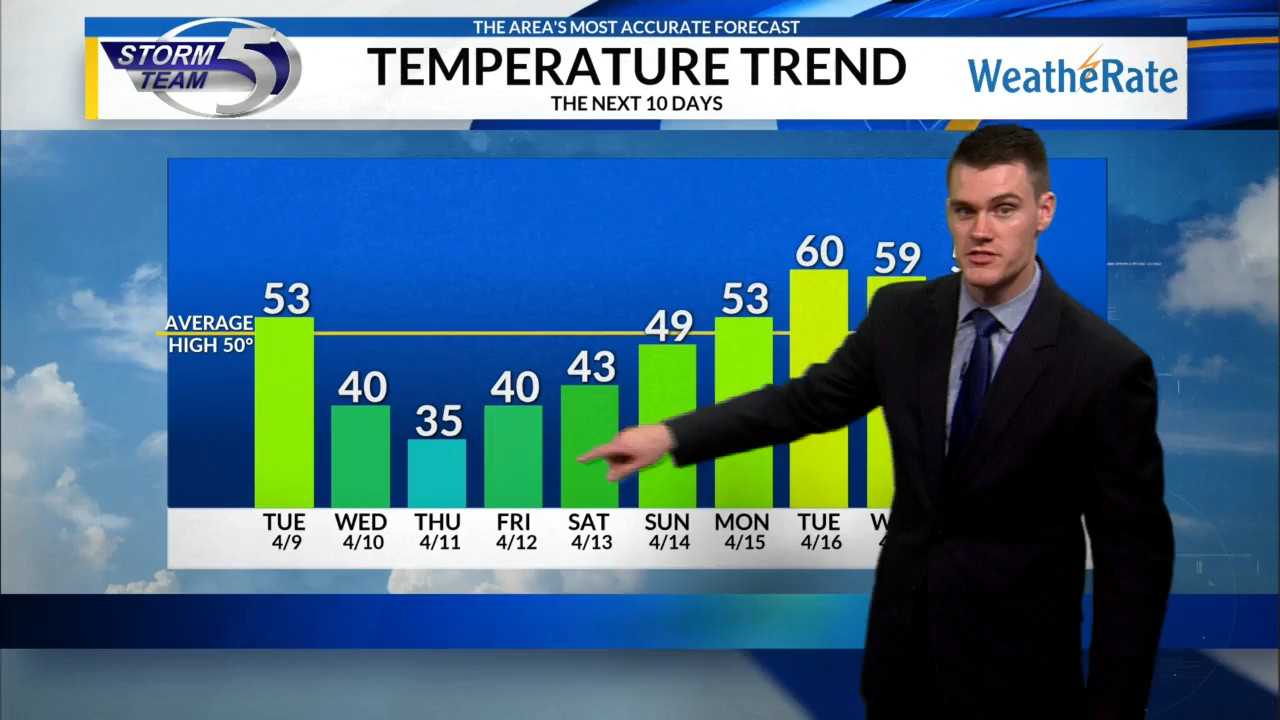 THE AREA'S MOST ACCURATE FORECAST
STORM TEAM 5
TEMPERATURE TREND
WeatheRate
THE NEXT 10 DAYS
60
59
53
53
49
AVERAGE
HIGH 50°
43
40
40
35
TUE WED THU FRI SAT SUN MON TUE
4/9 4/10 4/11 4/12 4/13 4/14 4/15 4/16